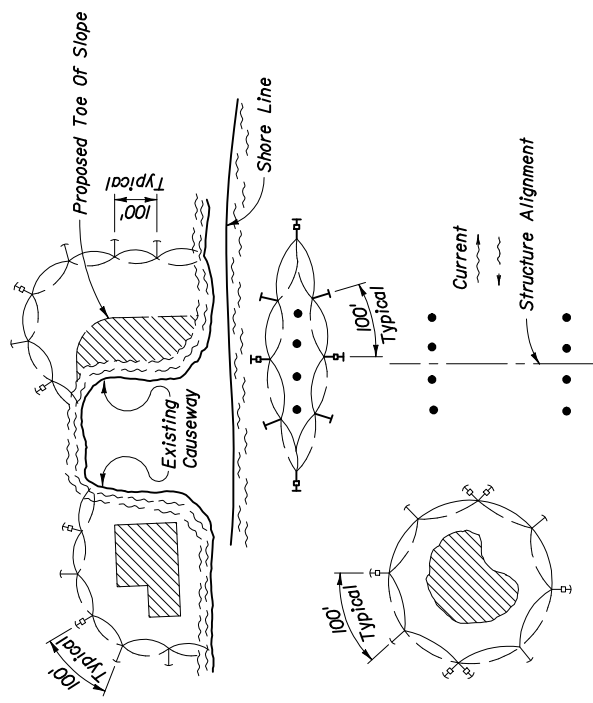 Proposed Toe Of Slope
100'
Typical
Shore Line
Existing
Causeway
100'
Typical
100'
Typical
Current
Structure Alignment
100'
Typical